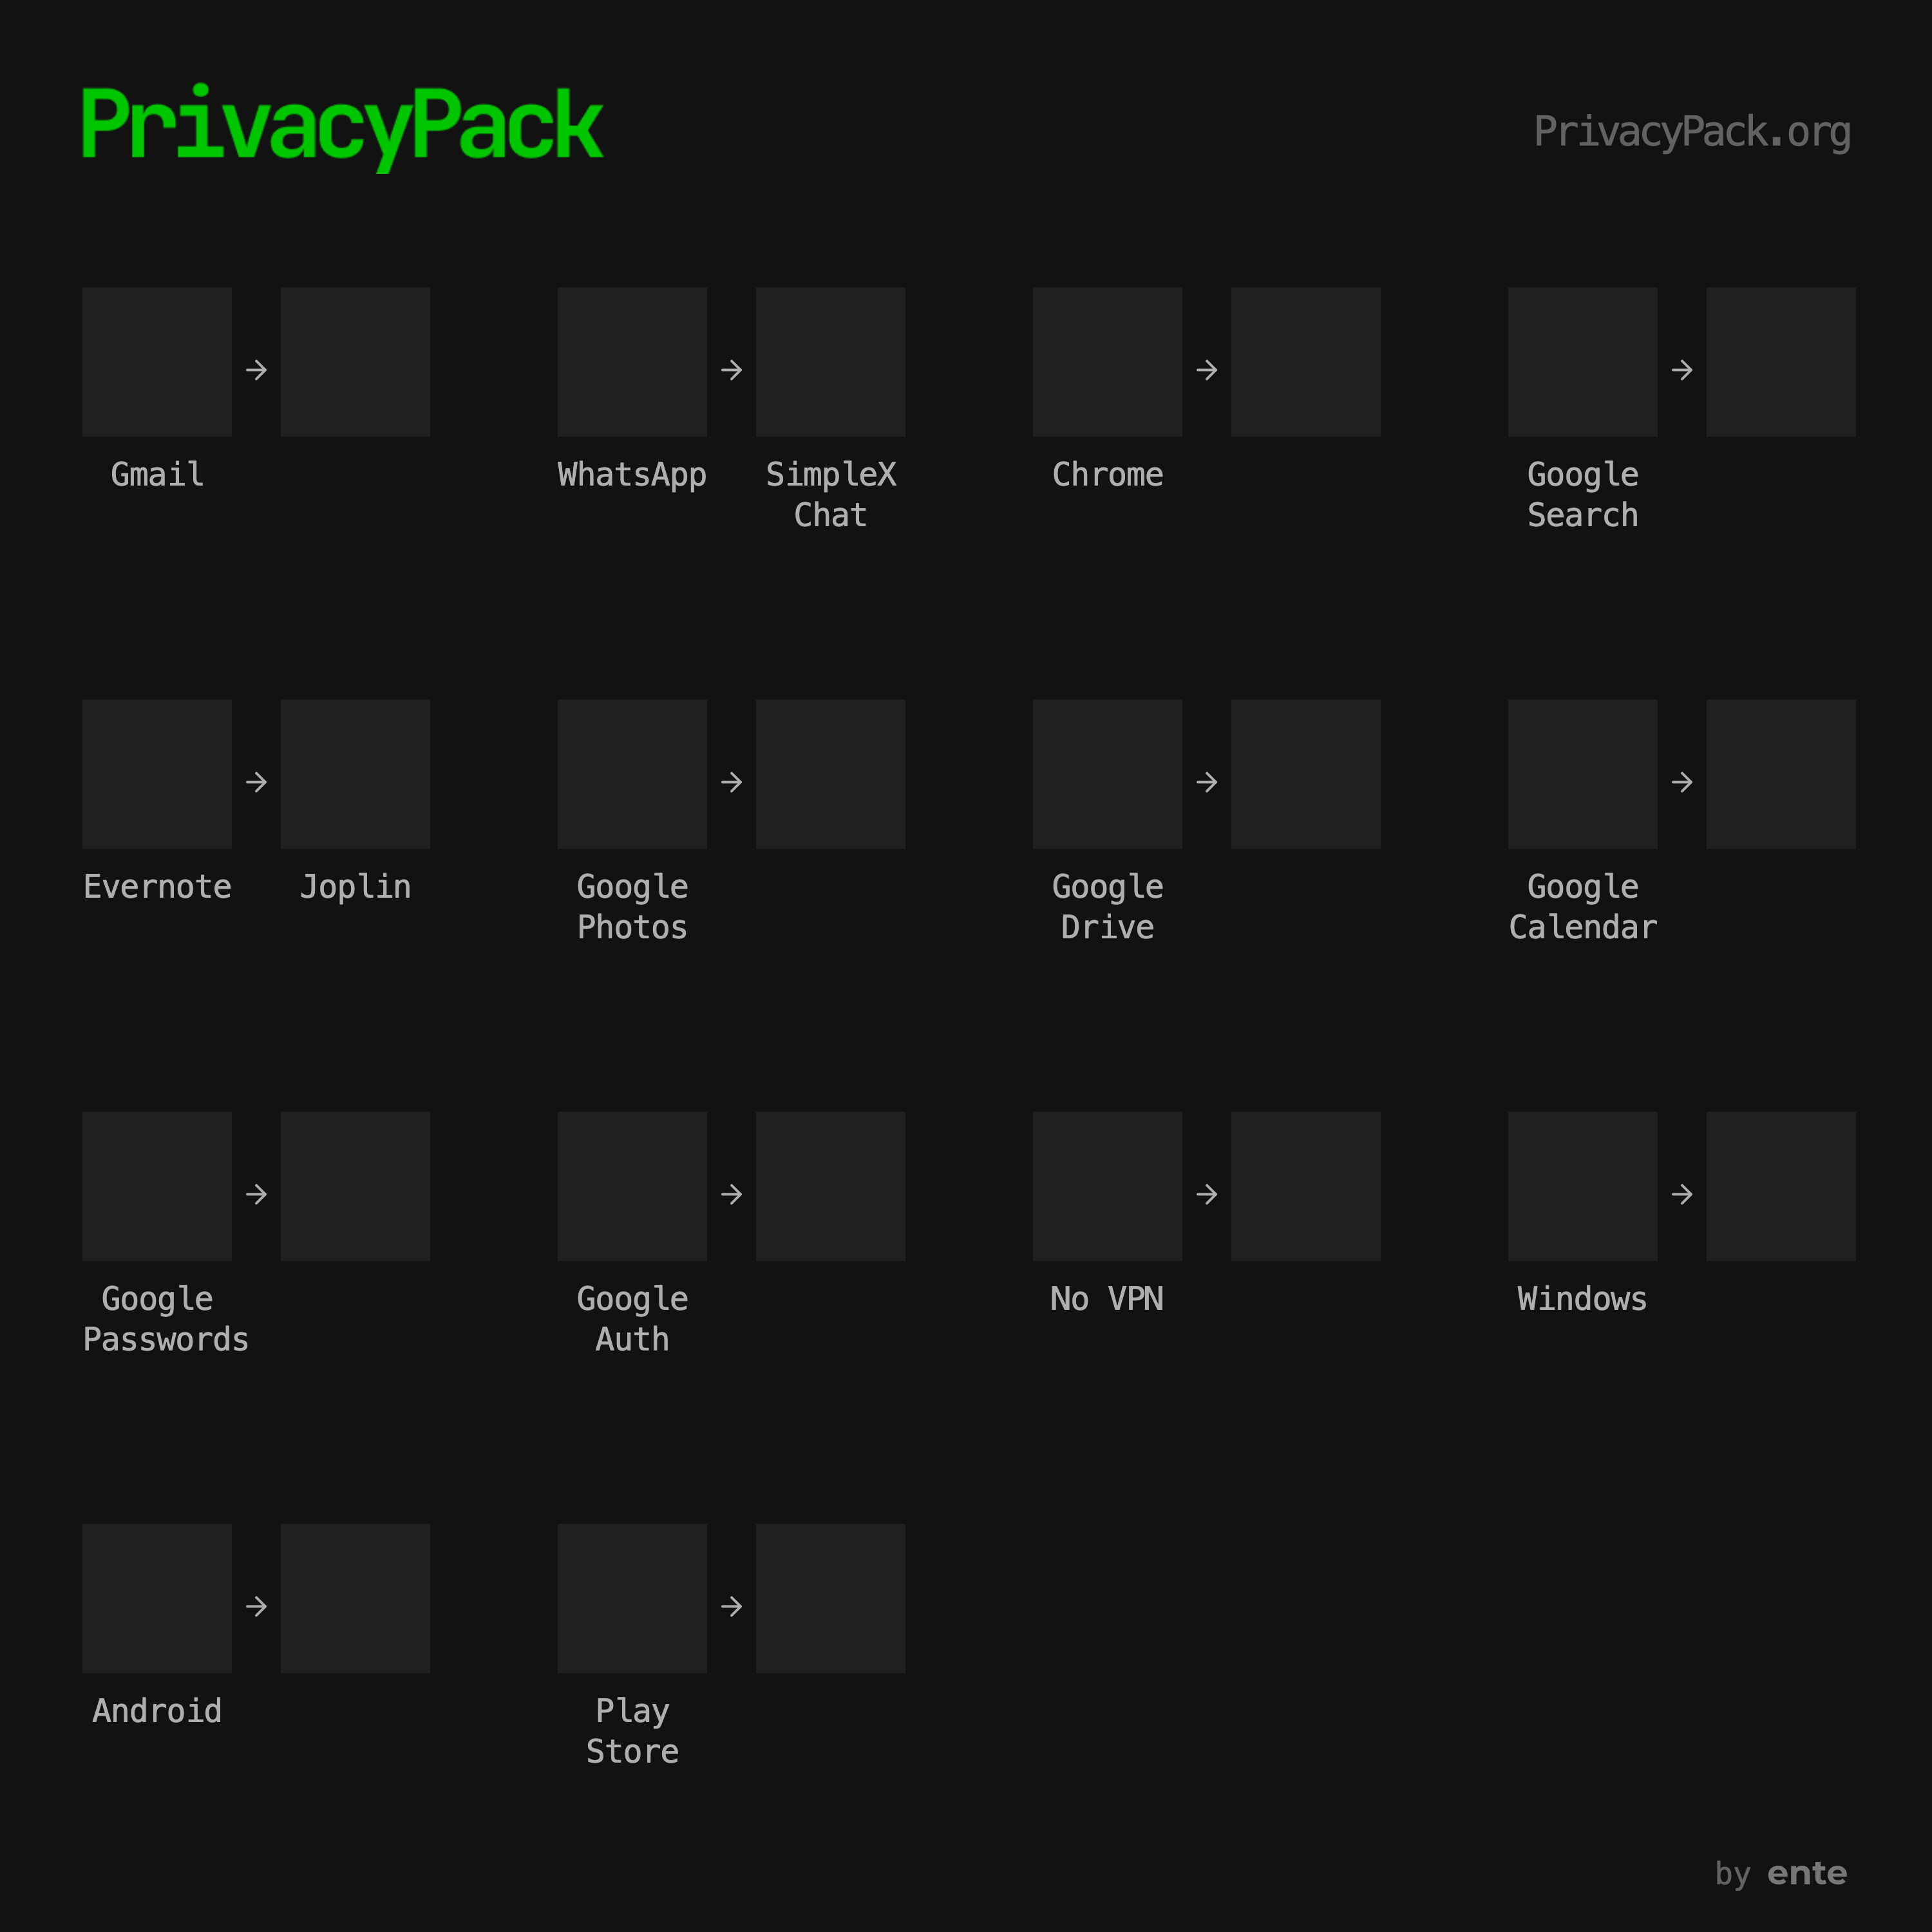 PrivacyPack
PrivacyPack.org
→ → → →
Gmail WhatsApp SimpleX Chrome Google
Chat Search
→ → → →
Evernote Joplin Google Google Google
Photos Drive Calendar
→ → → →
Google Google No VPN Windows
Passwords Auth
→ →
Android Play
Store
by ente